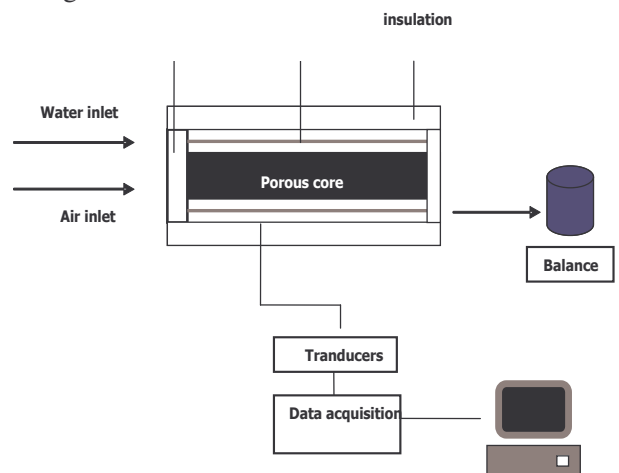 insulation
Water inlet
Porous core
Air inlet
Balance
Tranducers
Data acquisition